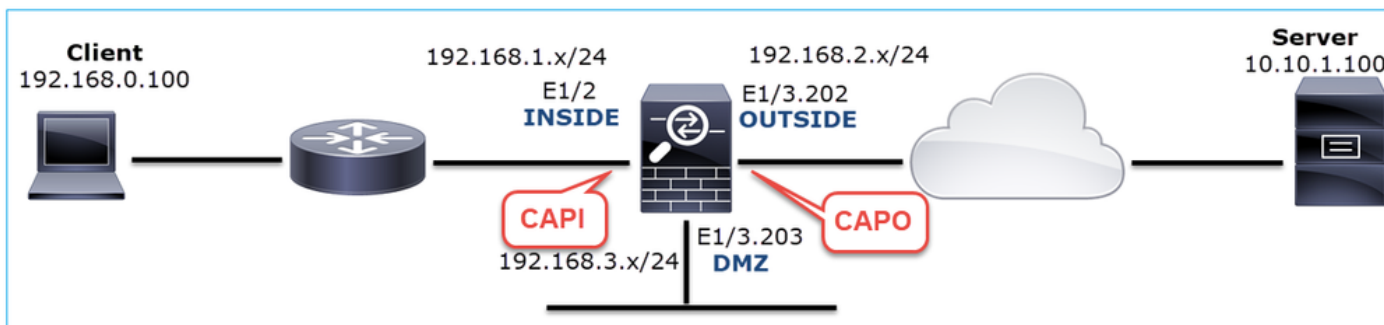 Client
192.168.0.100
192.168.1.x/24
E1/2
INSIDE
192.168.2.x/24
E1/3.202
OUTSIDE
Server
10.10.1.100
CAPI
CAPO
E1/3.203
192.168.3.x/24
DMZ